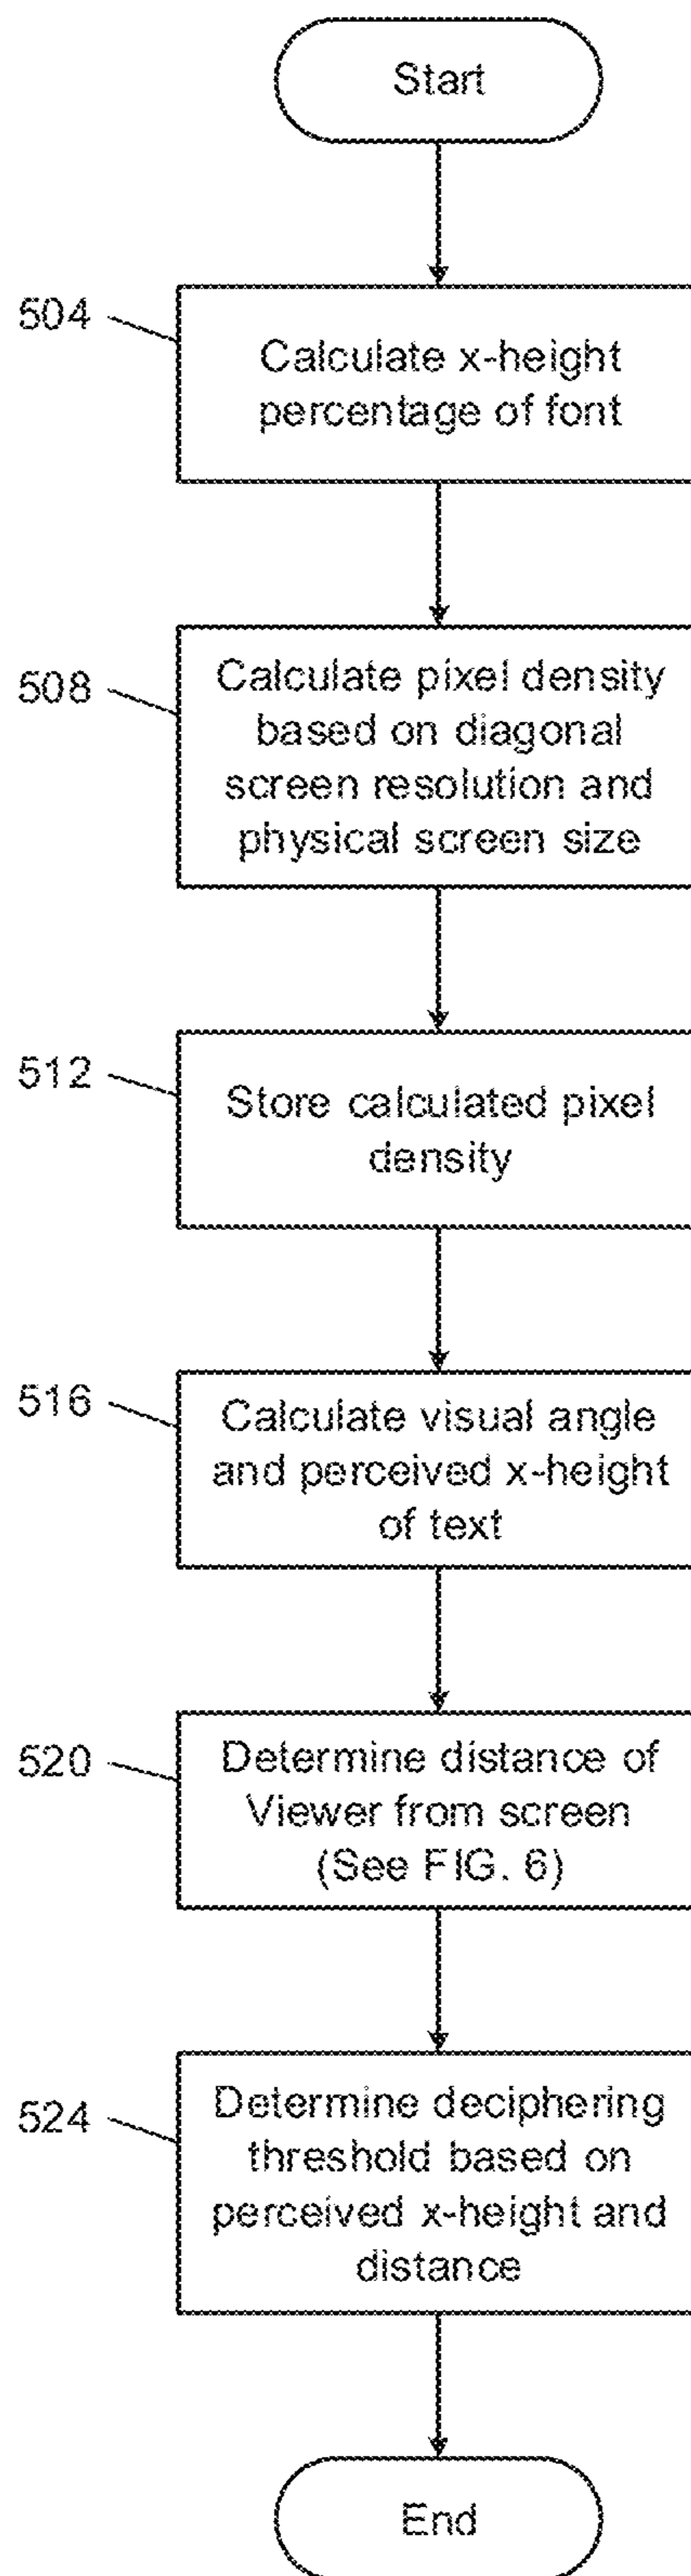 Start
504
Calculate x-height
percentage of font
508
Calculate pixel density
based on diagonal
screen resolution and
physical screen size
512
Store calculated pixel
density
516
Calculate visual angle
and perceived x-height
of text
520
Determine distance of
Viewer from screen
(See FIG. 6)
524
Determine deciphering
threshold based on
perceived x-height and
distance
End